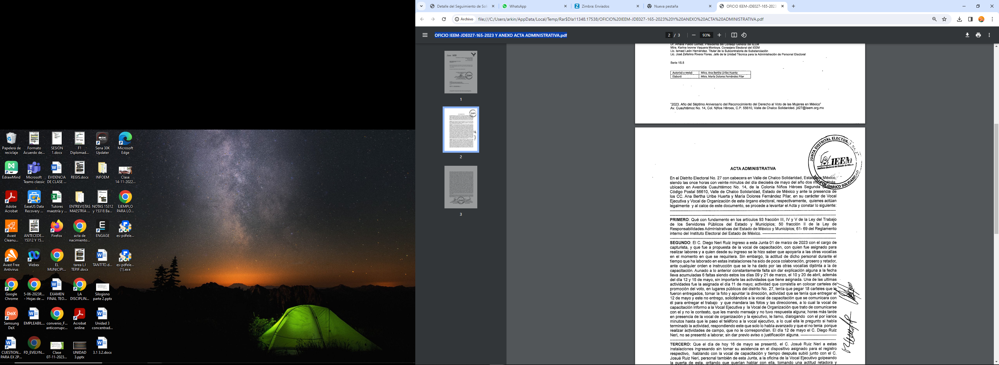 Papelera de reciclaje
Formato Acuerdo de...
SESIÓN 1.docx
F1 Diplomad...
Sena 30K Updater
Microsoft Edge
EdrawMind
Microsoft Teams classic
EVIDENCIA DE CLASE ...
REGIS.docx
INFOEM
Clase 14-11-2022...
Adobe Acrobat
EaseUS Data Recovery ...
Tutores maestría y ...
ENTREVISTAS MAESTRÍA ...
NOTAS 15312 y 15318 Ba...
EJEMPLO PARA LÓ...
Avast Cleanu...
ANTECEDE... 15312 Y 15...
Firefox
acta de nacimiento...
ENGAGE
es-pdfele...
Avast Free Antivirus
Webex
EL MUNICIPI...
tarea LJ TEPJF.docx
TANTITO.d...
es-pdfele... (1).exe
Google Chrome
5-06-2023R... - Hojas de ...
EXAMEN FINAL TEO...
LA DISCIPLIN...
Silogisno parte 2.pptx
Samsung DeX
EMPLEABIL...
convenio_F... anticorrupc...
Acrobat online
Unidad 3 concentrad...
CUESTION... PARA EX 2P...
FD_EVELYN...
Clase 07-11-2023...
UNIDAD 3.pptx
3.1 3.2.docx
Detalle del Seguimiento de Soli
WhatsApp
Zimbra: Enviados
Nueva pestaña
OFICIO IEEM-JDE027-165-2023
Archivo
file:///C:/Users/arkin/AppData/Local/Temp/Rar$DIa11348.17538/OFICIO%20IEEM-JDE027-165-2023%20Y%20ANEXO%20ACTA%20ADMINISTRATIVA.pdf
OFICIO IEEM-JDE027-165-2023 Y ANEXO ACTA ADMINISTRATIVA.pdf
2 / 3
93%
1
2
3
Dr. Amalia Pulido Gómez. Presidenta del Consejo General del IEEM
Mtra. Karina Ivonne Vaquera Montoya. Consejera Electoral del IEEM
Lic. Ismael León Hernández. Titular de la Subcontraloria de Substanciación
Lic. José Zeferino Rivera Flores. Jefe de la Unidad Técnica para la Administración de Personal Electoral
Serie 1S.5
Autorizó y revisó Mtra. Ana Bertha Uribe Huerta
Elaboró Mtra. María Dolores Fernández Pilar
"2023. Año del Séptimo Aniversario del Reconocimiento del Derecho al Voto de las Mujeres en México"
Av. Cuauhtémoc No. 14, Col. Niños Héroes, C.P. 55610, Valle de Chalco Solidaridad. jd27@ieem.org.mx
JUNTA DISTRITAL ELECTORAL No. 27
IEEM
Instituto Electoral del Estado de México
VALLE DE CHALCO SOLIDARIDAD
ACTA ADMINISTRATIVA
En el Distrito Electoral No. 27 con cabecera en Valle de Chalco Solidaridad, Estado de México,
siendo las once horas con veinte minutos del día dieciséis de mayo del año dos mil veintitrés,
ubicado en Avenida Cuauhtémoc No. 14, de la Colonia Niños Héroes Segunda Sección
Código Postal 56610, Valle de Chalco Solidaridad, Estado de México y ante la presencia de
los CC. Ana Bertha Uribe Huerta y María Dolores Fernández Pilar, en su carácter de Vocal
Ejecutiva y Vocal de Organización de este órgano electoral, respectivamente, quienes actúan
legalmente y al calce de este documento, se procede a levantar el Acta y constar lo siguiente:
PRIMERO: Qué con fundamento en los artículos 93 fracción III, IV y V de la Ley del Trabajo
de los Servidores Públicos del Estado y Municipios; 50 fracción II de la Ley de
Responsabilidades Administrativas del Estado de México y Municipios; 61- 69 del Reglamento
interno del Instituto Electoral del Estado de México.
SEGUNDO: El C. Diego Neri Ruiz ingreso a esta Junta 01 de marzo de 2023 con el cargo de
capturista, y que fue a propuesta de la vocal de capacitación, con quien fue asignado para
realizar labores y a quien desde su ingreso se le hizo saber que apoyaría a las otras vocalías
en el momento en que se requiriera. Sin embargo, la actitud de dicho personal durante el
tiempo que ha laborado en estas instalaciones ha sido de poca colaboración, grosero y retador,
ante cualquier orden e instrucción que se le ha dado por las otras vocalías distinta a la de
capacitación. Aunado a lo anterior constantemente falta sin dar explicación alguna a la fecha
lleva acumuladas 6 faltas siendo estos los días 09 y 21 de marzo, el 10 y 20 de abril, además
del día 12 y 15 de mayo, sin importarle las actividades que tiene asignada. Una de las ultimas
actividades fue la asignada el día 11 de mayo; actividad que consistía en colocar carteles de
promoción del voto, en lugares públicos del distrito No. 27, tenía que pegar 18 carteles que le
fueron entregados, tomar la foto y apuntar la dirección, actividad que se tenía que entregar el
12 de mayo y este no entrego, solicitándole a la vocal de capacitación que se comunicara con
él para entregar el trabajo y que mandara las fotos y las direcciones, a lo cual la vocal de
capacitación informo a la Vocal Ejecutiva y la Vocal de Organización que trato de comunicarse
con el y no le contesto, que les mando mensaje y no tuvo respuesta alguna; horas más tarde
en presencia de la vocal de organización y la ejecutivo, le llamo, dialogando con el por varios
minutos hasta que le paso el teléfono a la vocal ejecutivo, a lo cual ella le pregunto si había
terminado la actividad, respondiendo este que solo lo había avanzado y que el no tenia porque
realizar actividades de campo, que no le correspondían. El día 12 de mayo el C. Diego Ruiz
Neri, no se presentó a laborar, sin dar previo aviso o justificación alguna.
TERCERO: Que el día de hoy 16 de mayo se presentó, el C. Josué Ruiz Neri a estas
instalaciones ingresando sin tomar su asistencia en el dispositivo asignado para el registro
respectivo, hablando con la vocal de capacitación y tiempo después subió junto con el C.
Josué Ruiz Neri, personal también de esta Junta, a la oficina de la Vocal Ejecutivo golpeando
la puerta de esta, gritando que querían hablar con ella, tomando una actitud retadora y